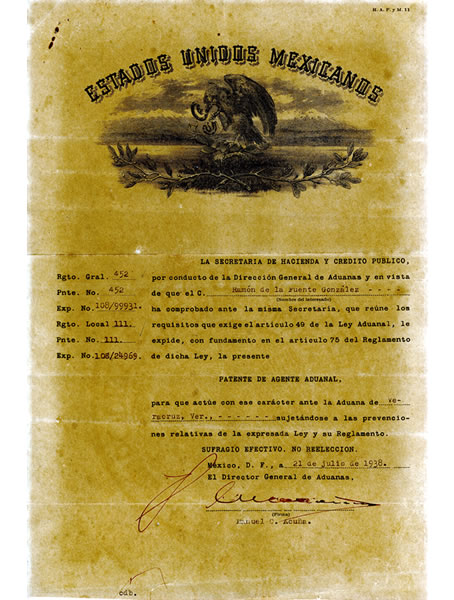 H. A. P. y M. 11
ESTADOS UNIDOS MEXICANOS
LA SECRETARIA DE HACIENDA Y CREDITO PUBLICO,
Rgto. Gral. 452
por conducto de la Dirección General de Aduanas y en vista
Pnte. No. 452
de que el C. Ramón de la Fuente González - - - -
(Nombre del interesado)
Exp. No. 108/99931.
ha comprobado ante la misma Secretaría, que reúne los
Rgto. Local 111.
requisitos que exige el artículo 49 de la Ley Aduanal, le
Pnte. No. 111.
expide, con fundamento en el artículo 75 del Reglamento
Exp. No. 108/24969.
de dicha Ley, la presente
PATENTE DE AGENTE ADUANAL,
para que actúe con ese carácter ante la Aduana de Ve-
racruz, Ver., - - - - - - sujetándose a las prevencio-
nes relativas de la expresada Ley y su Reglamento.
SUFRAGIO EFECTIVO. NO REELECCION.
México, D. F., a 21 de julio de 1938.
El Director General de Aduanas,
(Firma)
Manuel C. Acuña.
edb.